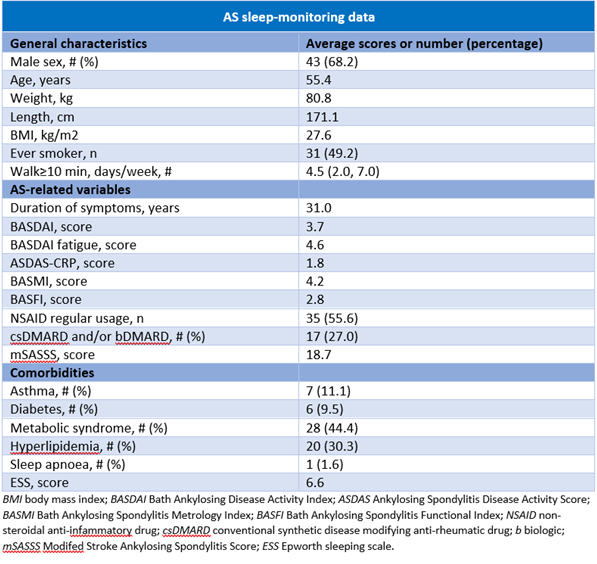 AS sleep-monitoring data
General characteristics Average scores or number (percentage)
Male sex, # (%) 43 (68.2)
Age, years 55.4
Weight, kg 80.8
Length, cm 171.1
BMI, kg/m2 27.6
Ever smoker, n 31 (49.2)
Walk≥10 min, days/week, # 4.5 (2.0, 7.0)
AS-related variables
Duration of symptoms, years 31.0
BASDAI, score 3.7
BASDAI fatigue, score 4.6
ASDAS-CRP, score 1.8
BASMI, score 4.2
BASFI, score 2.8
NSAID regular usage, n 35 (55.6)
csDMARD and/or bDMARD, # (%) 17 (27.0)
mSASSS, score 18.7
Comorbidities
Asthma, # (%) 7 (11.1)
Diabetes, # (%) 6 (9.5)
Metabolic syndrome, # (%) 28 (44.4)
Hyperlipidemia, # (%) 20 (30.3)
Sleep apnoea, # (%) 1 (1.6)
ESS, score 6.6
BMI body mass index; BASDAI Bath Ankylosing Disease Activity Index; ASDAS Ankylosing Spondylitis Disease Activity Score;
BASMI Bath Ankylosing Spondylitis Metrology Index; BASFI Bath Ankylosing Spondylitis Functional Index; NSAID non-
steroidal anti-infammatory drug; csDMARD conventional synthetic disease modifying anti-rheumatic drug; b biologic;
mSASSS Modifed Stroke Ankylosing Spondylitis Score; ESS Epworth sleeping scale.